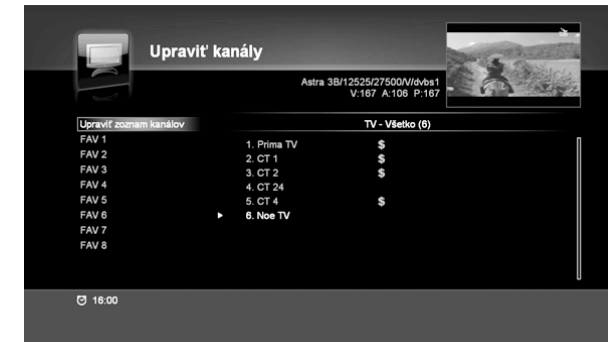 Upraviť kanály
Astra 3B/12525/27500/V/dvbs1
V:167 A:106 P:167
Upraviť zoznam kanálov
TV - Všetko (6)
FAV 1
FAV 2
FAV 3
FAV 4
FAV 5
FAV 6
FAV 7
FAV 8
1. Prima TV $
2. CT 1 $
3. CT 2 $
4. CT 24
5. CT 4 $
6. Noe TV
16:00